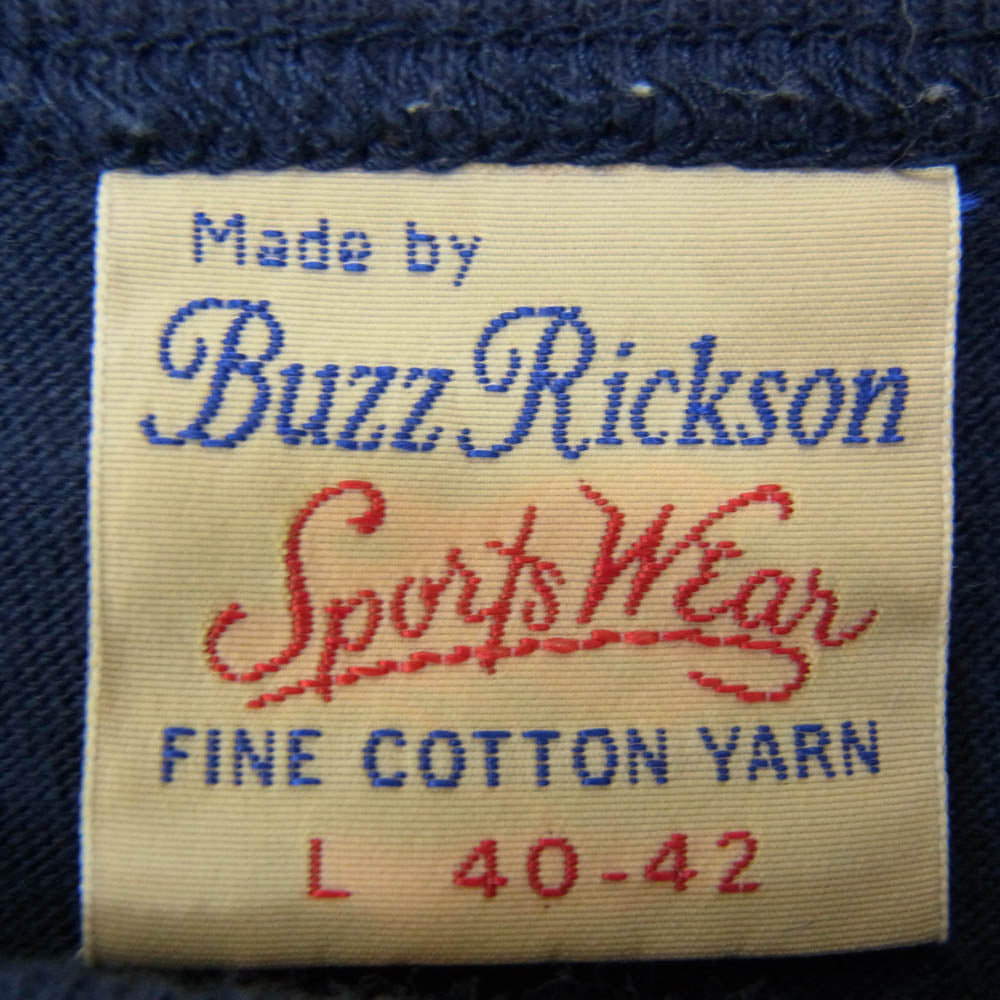 Made by
Buzz Rickson
SportsWear
FINE COTTON YARN
L 40-42